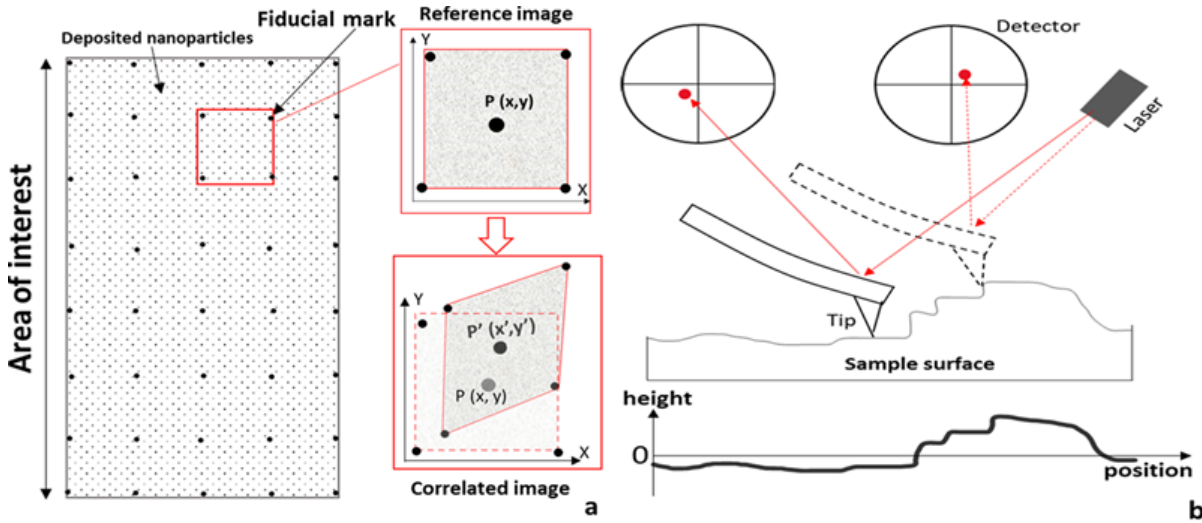 Fiducial mark
Deposited nanoparticles
Area of interest
Reference image
Y
P (x,y)
X
Y
P' (x',y')
P (x, y)
X
Correlated image
a
Detector
Laser
Tip
Sample surface
height
0
position
b